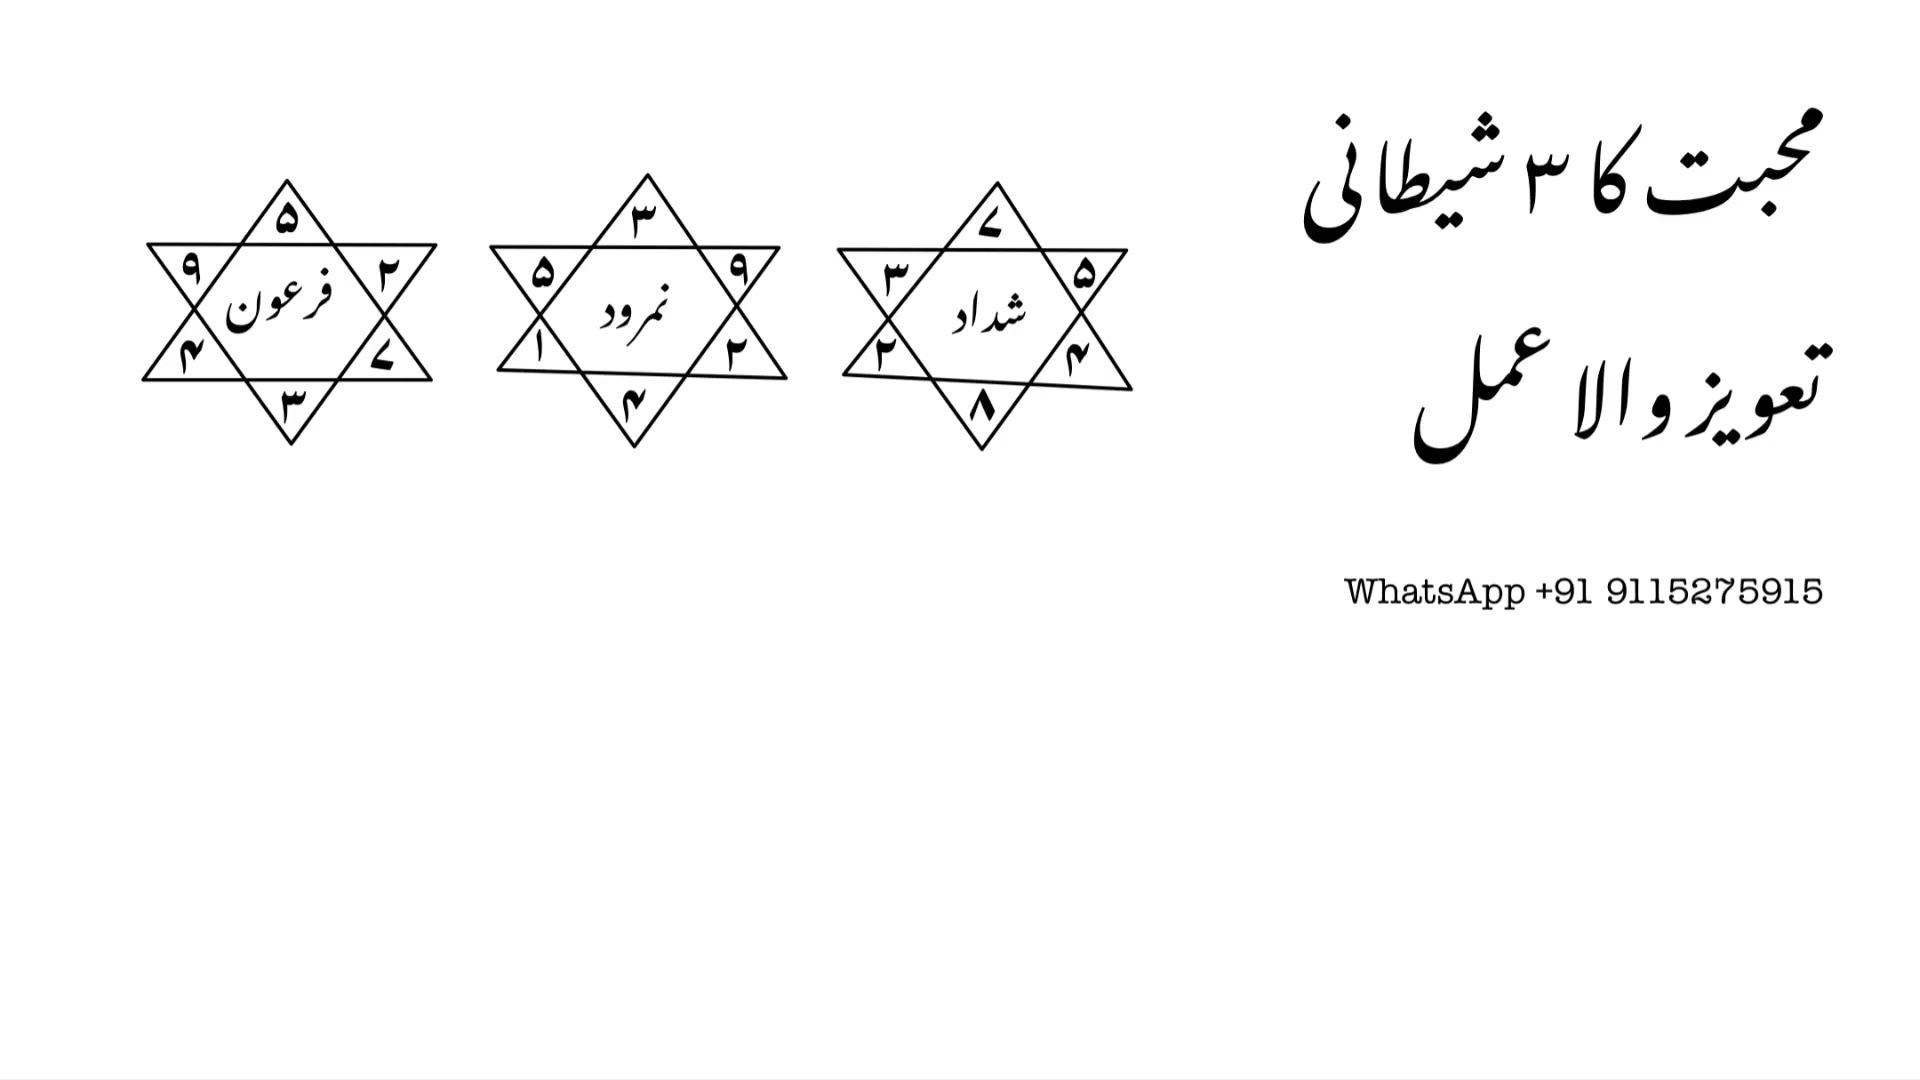 محبت کا ۳ شیطانی
تعویز والا عمل
WhatsApp +91 9115275915
۷
۳ ۵
شداد
۲ ۴
۸
۳
۵ ۹
نمرود
۱ ۲
۴
۵
۹ ۲
فرعون
۴ ۷
۳